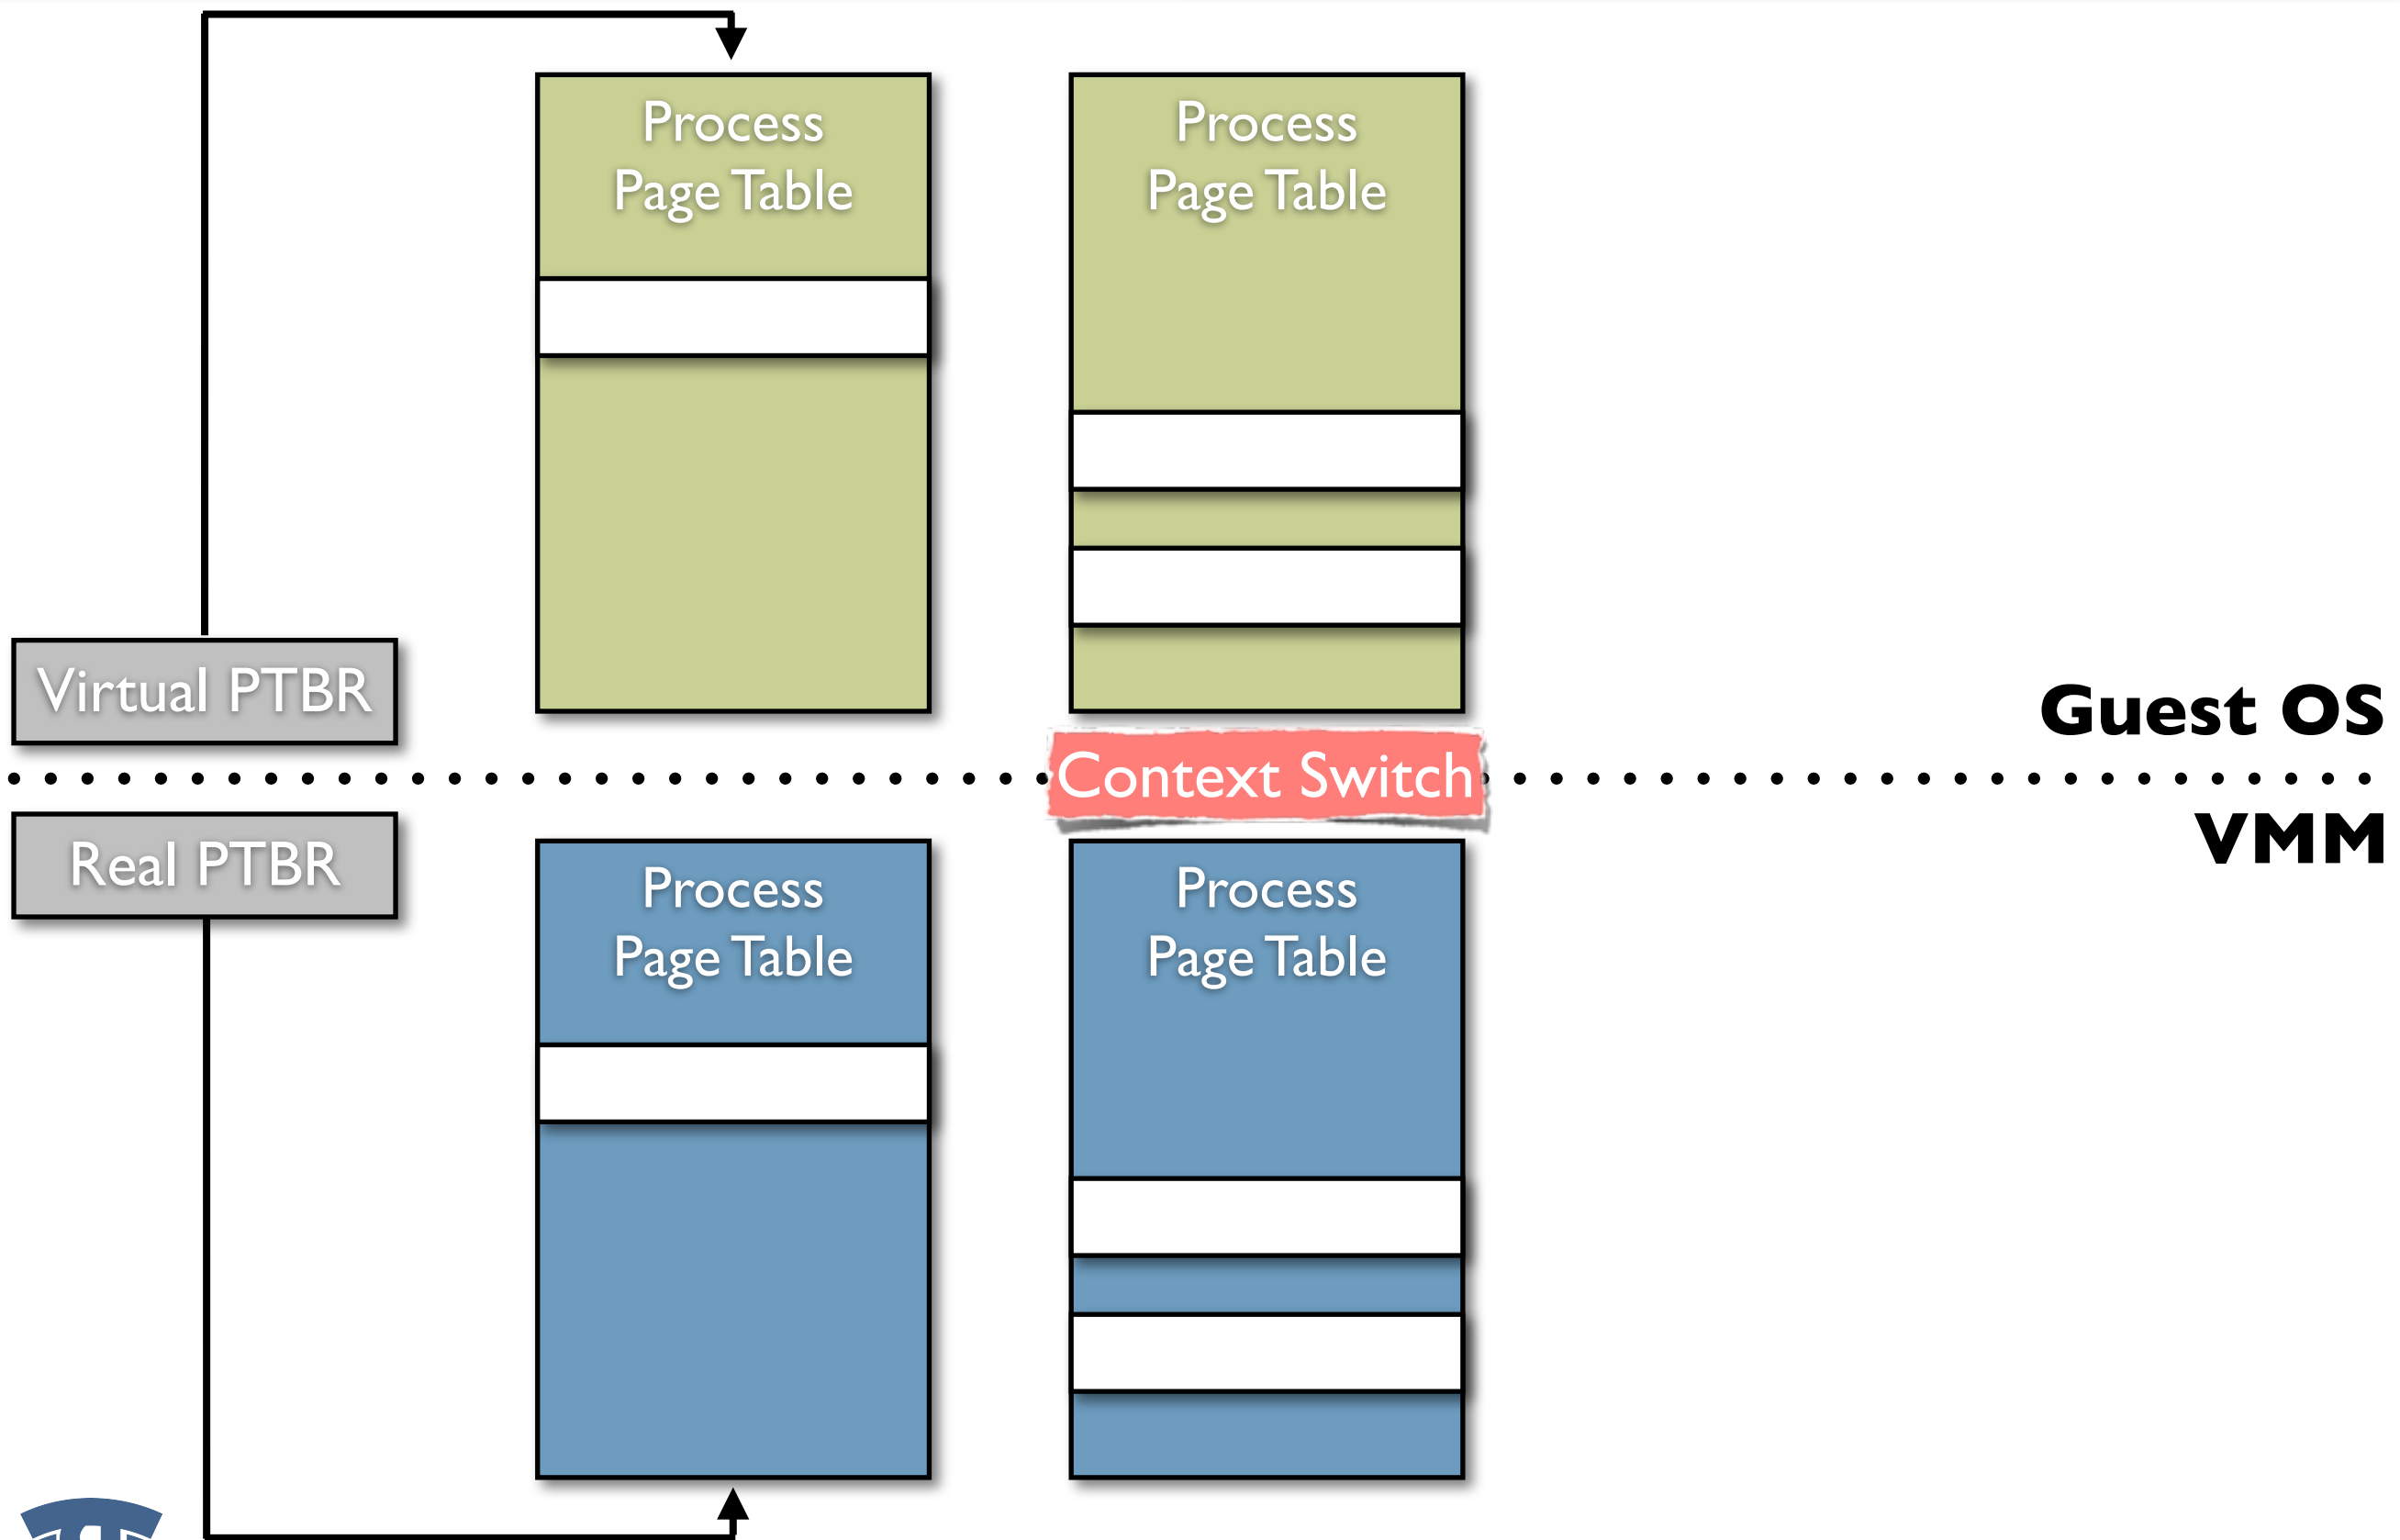 Process
Page Table
Process
Page Table
Virtual PTBR
Guest OS
Context Switch
Real PTBR
VMM
Process
Page Table
Process
Page Table